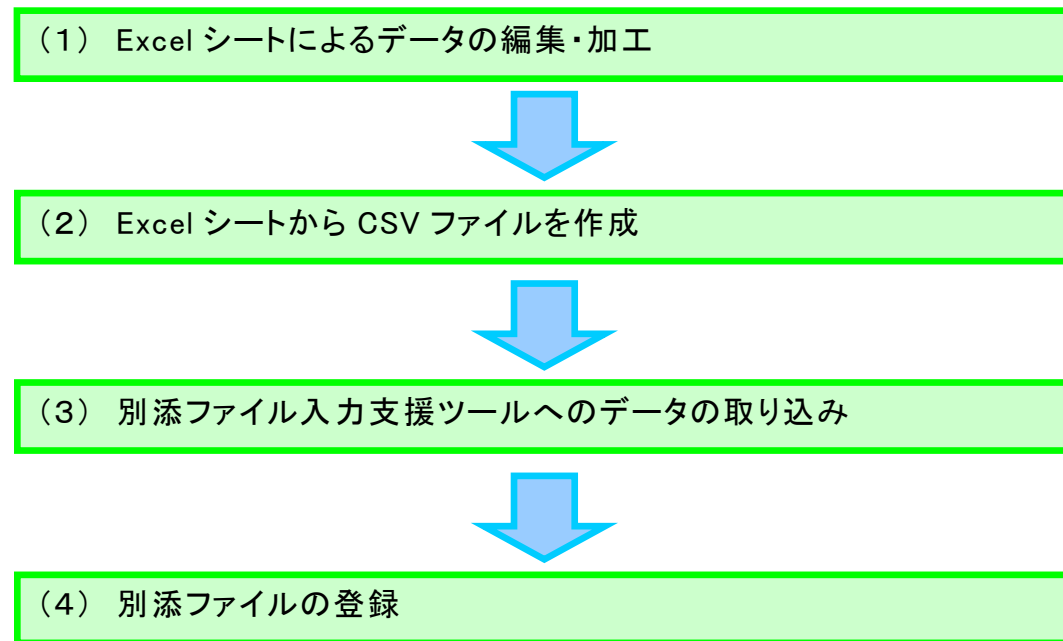 (1) Excel シートによるデータの編集・加工
(2) Excel シートから CSV ファイルを作成
(3) 別添ファイル入力支援ツールへのデータの取り込み
(4) 別添ファイルの登録